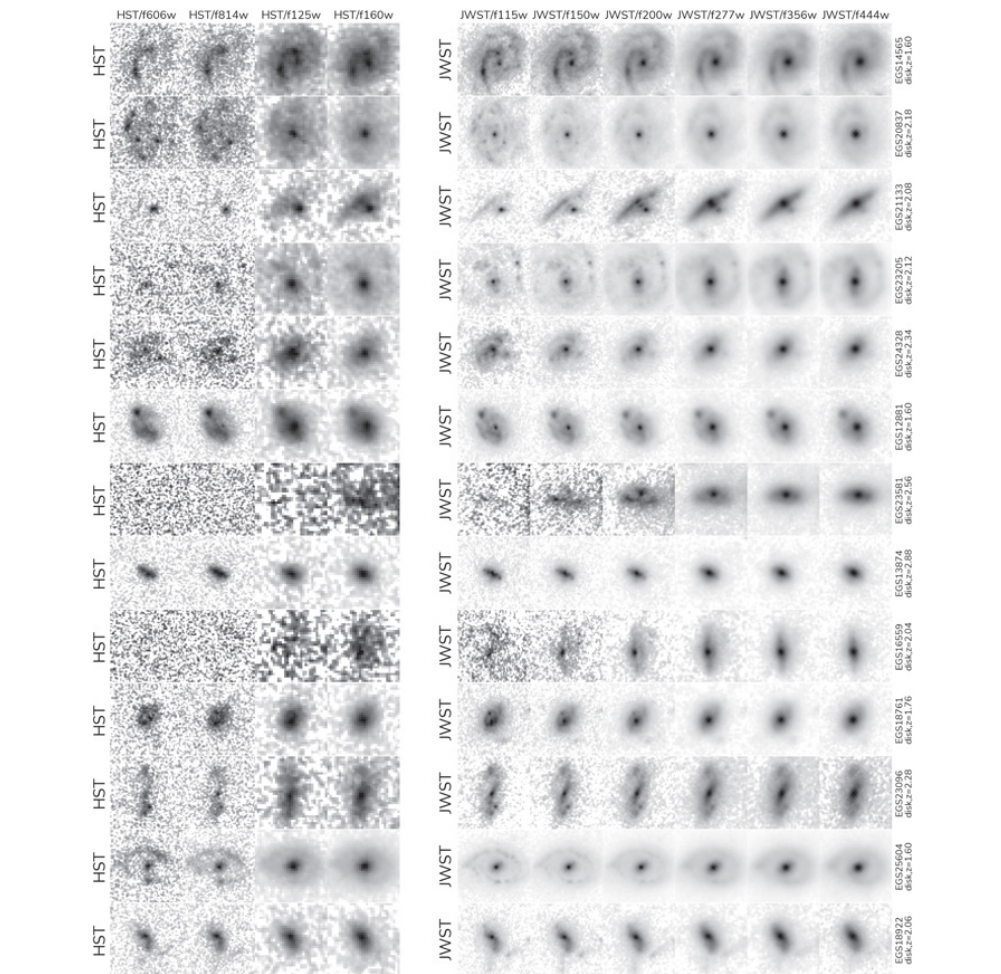 HST/f606w HST/f814w HST/f125w HST/f160w JWST/f115w JWST/f150w JWST/f200w JWST/f277w JWST/f356w JWST/f444w
HST JWST EGS14565
disk,z=1.60
HST JWST EGS20837
disk,z=2.18
HST JWST EGS21133
disk,z=2.08
HST JWST EGS23205
disk,z=2.12
HST JWST EGS24328
disk,z=2.34
HST JWST EGS12881
disk,z=1.60
HST JWST EGS23581
disk,z=2.56
HST JWST EGS13874
disk,z=2.88
HST JWST EGS16559
disk,z=2.04
HST JWST EGS18761
disk,z=1.76
HST JWST EGS23096
disk,z=2.28
HST JWST EGS25604
disk,z=1.60
HST JWST EGS18922
disk,z=2.06